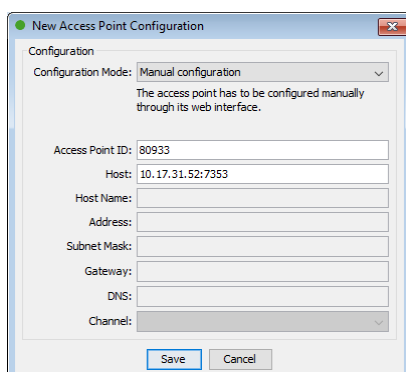 New Access Point Configuration
Configuration
Configuration Mode: Manual configuration
The access point has to be configured manually
through its web interface.
Access Point ID: 80933
Host: 10.17.31.52:7353
Host Name:
Address:
Subnet Mask:
Gateway:
DNS:
Channel:
Save Cancel